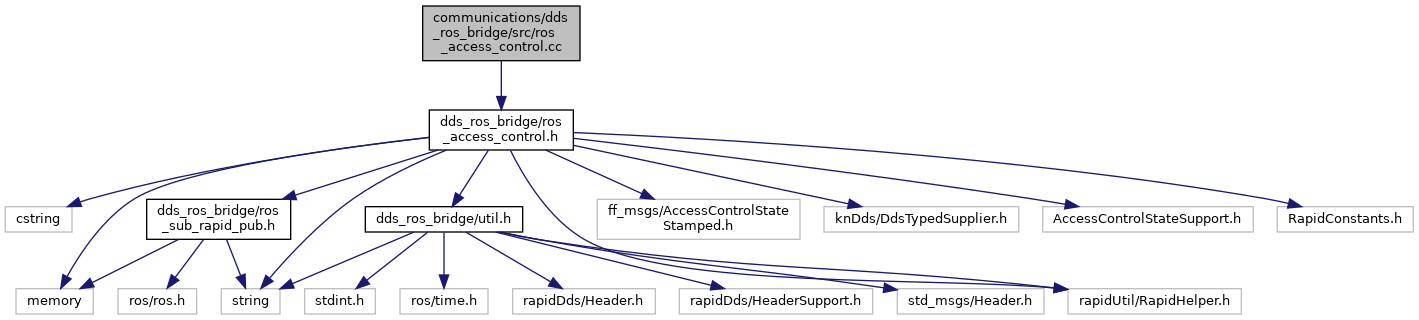 communications/dds
_ros_bridge/src/ros
_access_control.cc
dds_ros_bridge/ros
_access_control.h
cstring
dds_ros_bridge/ros
_sub_rapid_pub.h
dds_ros_bridge/util.h
ff_msgs/AccessControlState
Stamped.h
knDds/DdsTypedSupplier.h
AccessControlStateSupport.h
RapidConstants.h
memory
ros/ros.h
string
stdint.h
ros/time.h
rapidDds/Header.h
rapidDds/HeaderSupport.h
std_msgs/Header.h
rapidUtil/RapidHelper.h